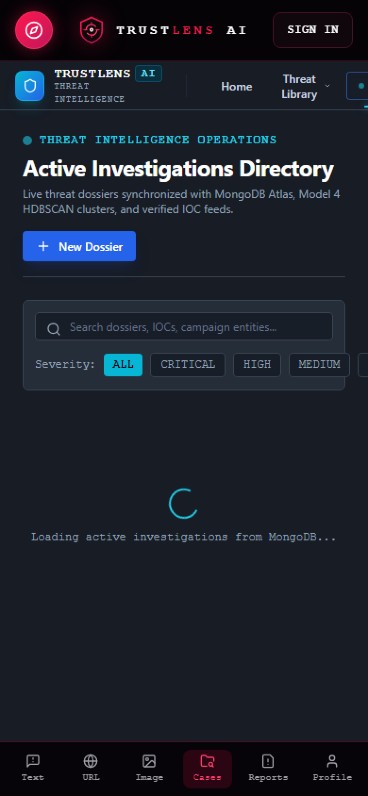 TRUSTLENS AI
SIGN IN
TRUSTLENS AI
THREAT
INTELLIGENCE
Home
Threat
Library
THREAT INTELLIGENCE OPERATIONS
Active Investigations Directory
Live threat dossiers synchronized with MongoDB Atlas, Model 4
HDBSCAN clusters, and verified IOC feeds.
+ New Dossier
Search dossiers, IOCs, campaign entities...
Severity: ALL CRITICAL HIGH MEDIUM
Loading active investigations from MongoDB...
Text URL Image Cases Reports Profile